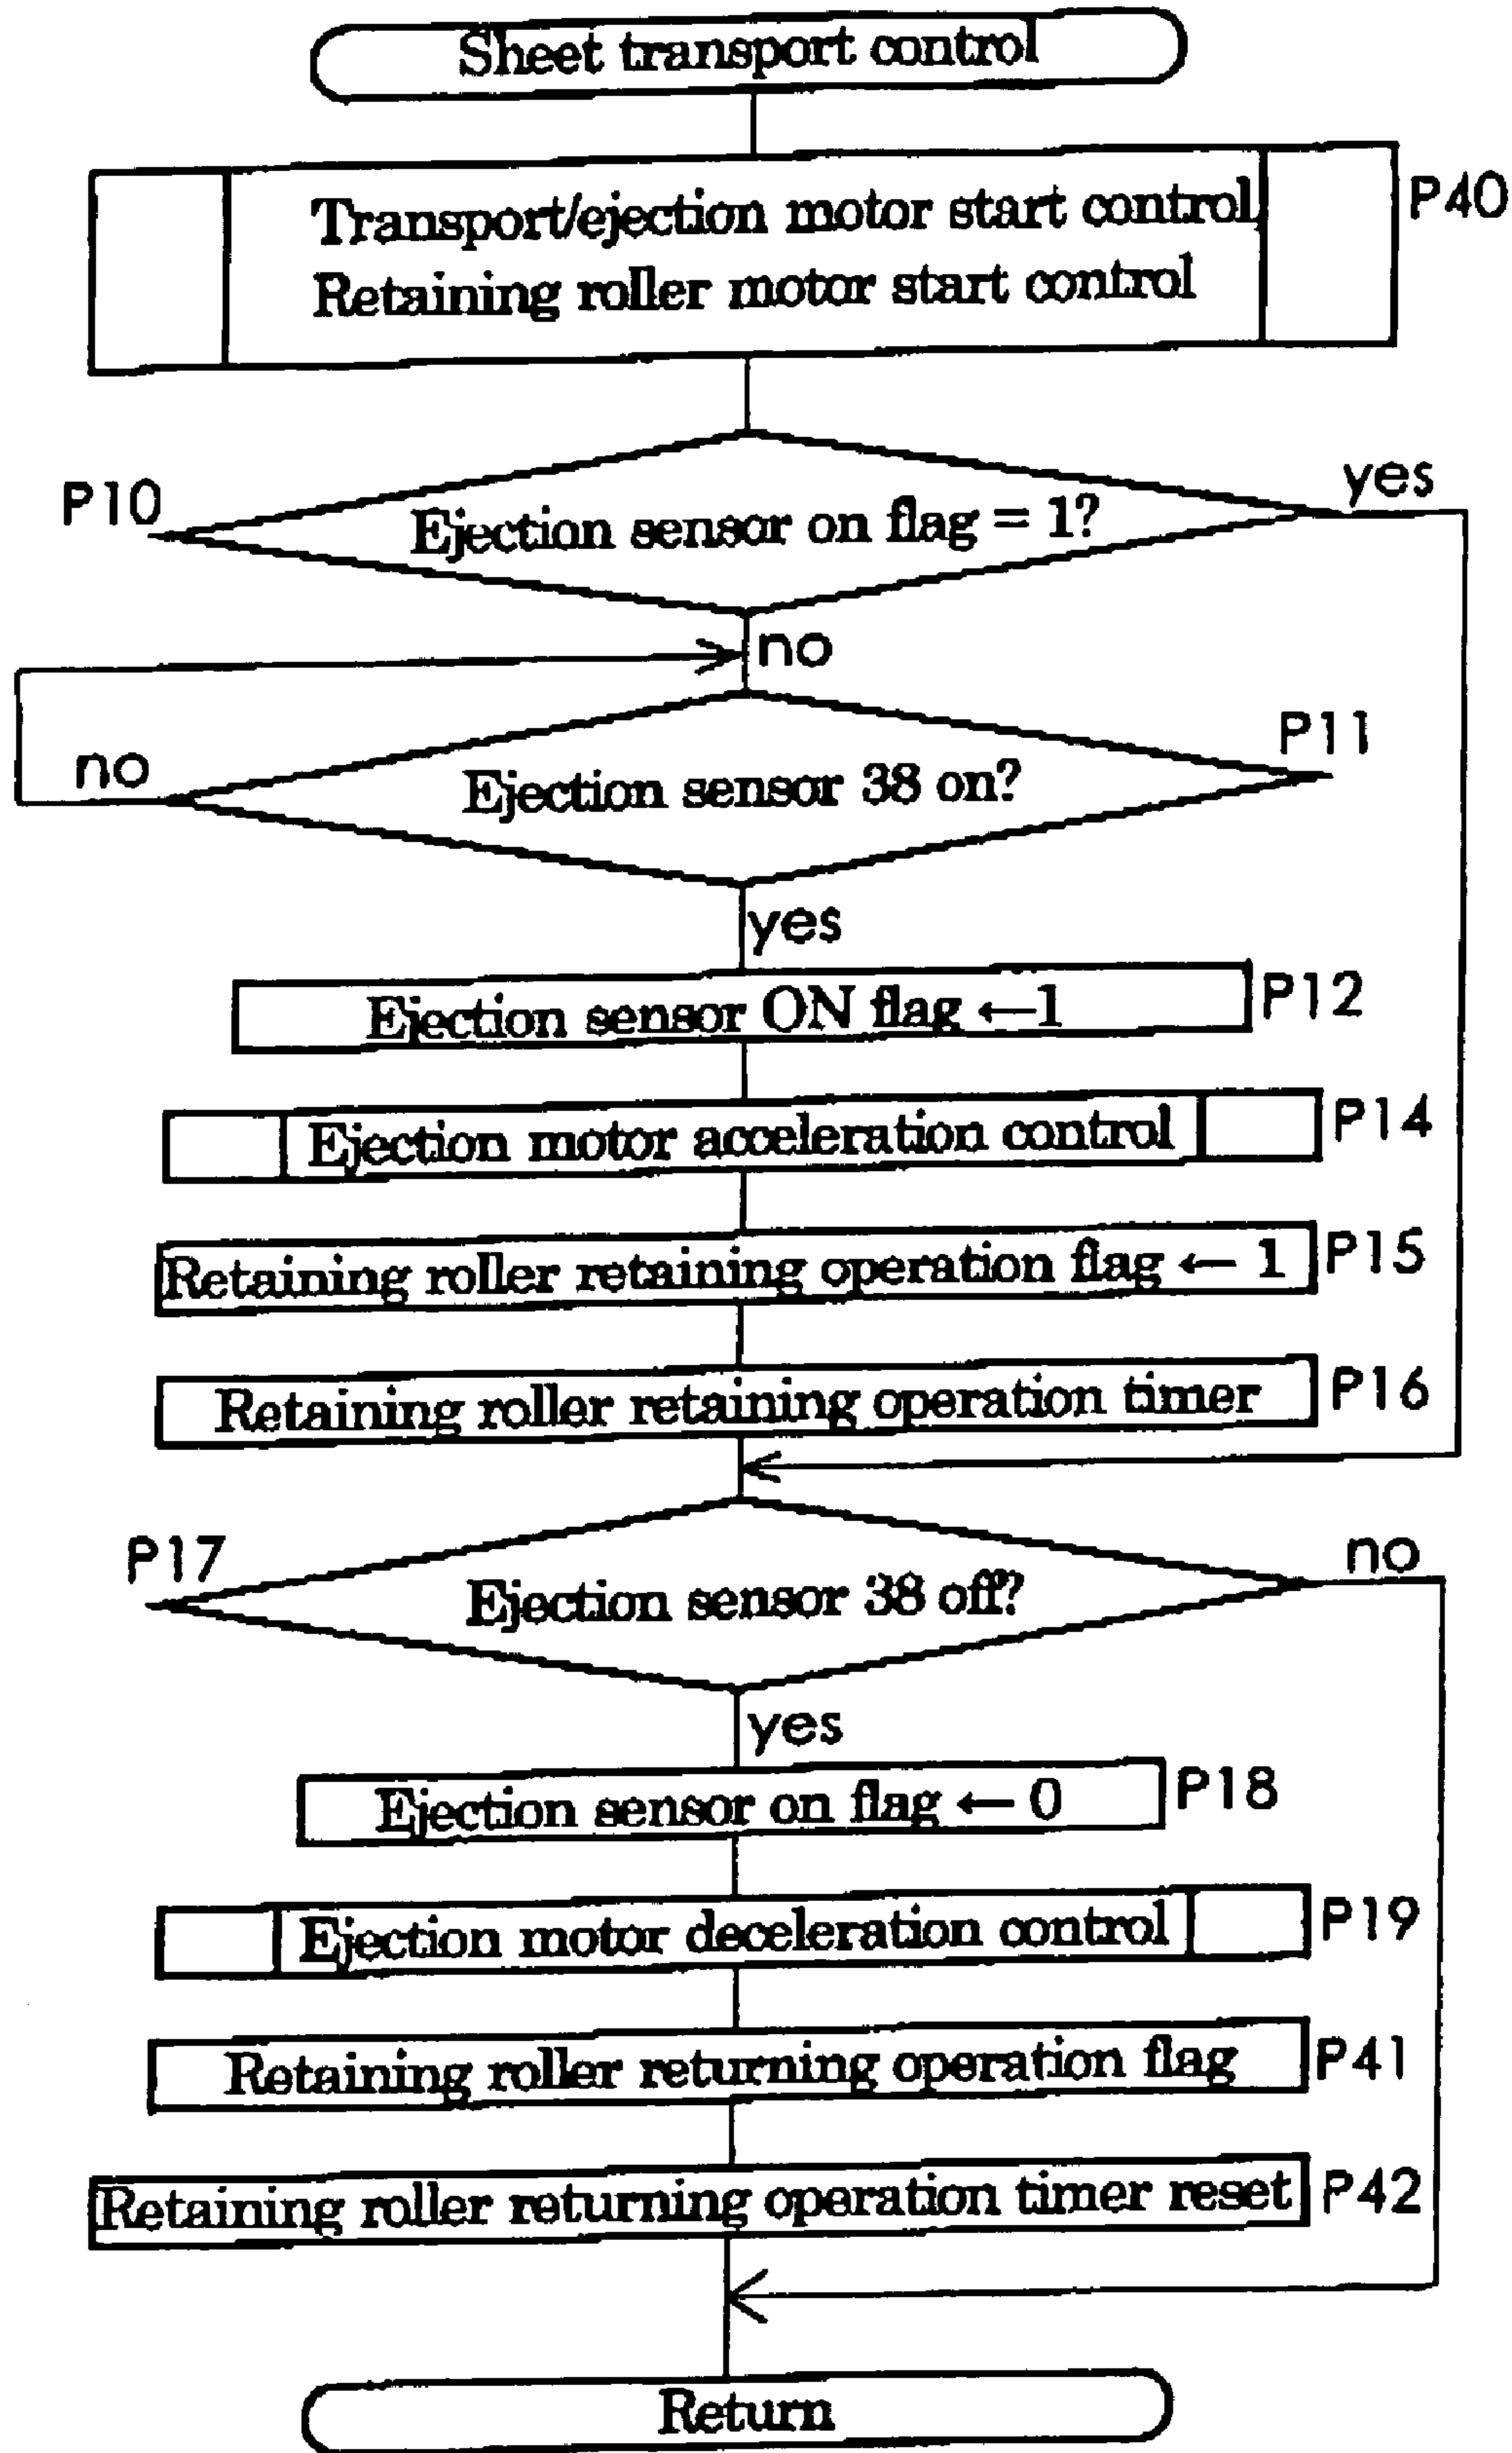 Sheet transport control
Transport/ejection motor start control
Retaining roller motor start control
P40
P10
Ejection sensor on flag = 1?
yes
no
P11
no
Ejection sensor 38 on?
yes
Ejection sensor ON flag ←1
P12
Ejection motor acceleration control
P14
Retaining roller retaining operation flag ← 1
P15
Retaining roller retaining operation timer
P16
P17
Ejection sensor 38 off?
no
yes
Ejection sensor on flag ← 0
P18
Ejection motor deceleration control
P19
Retaining roller returning operation flag
P41
Retaining roller returning operation timer reset
P42
Return